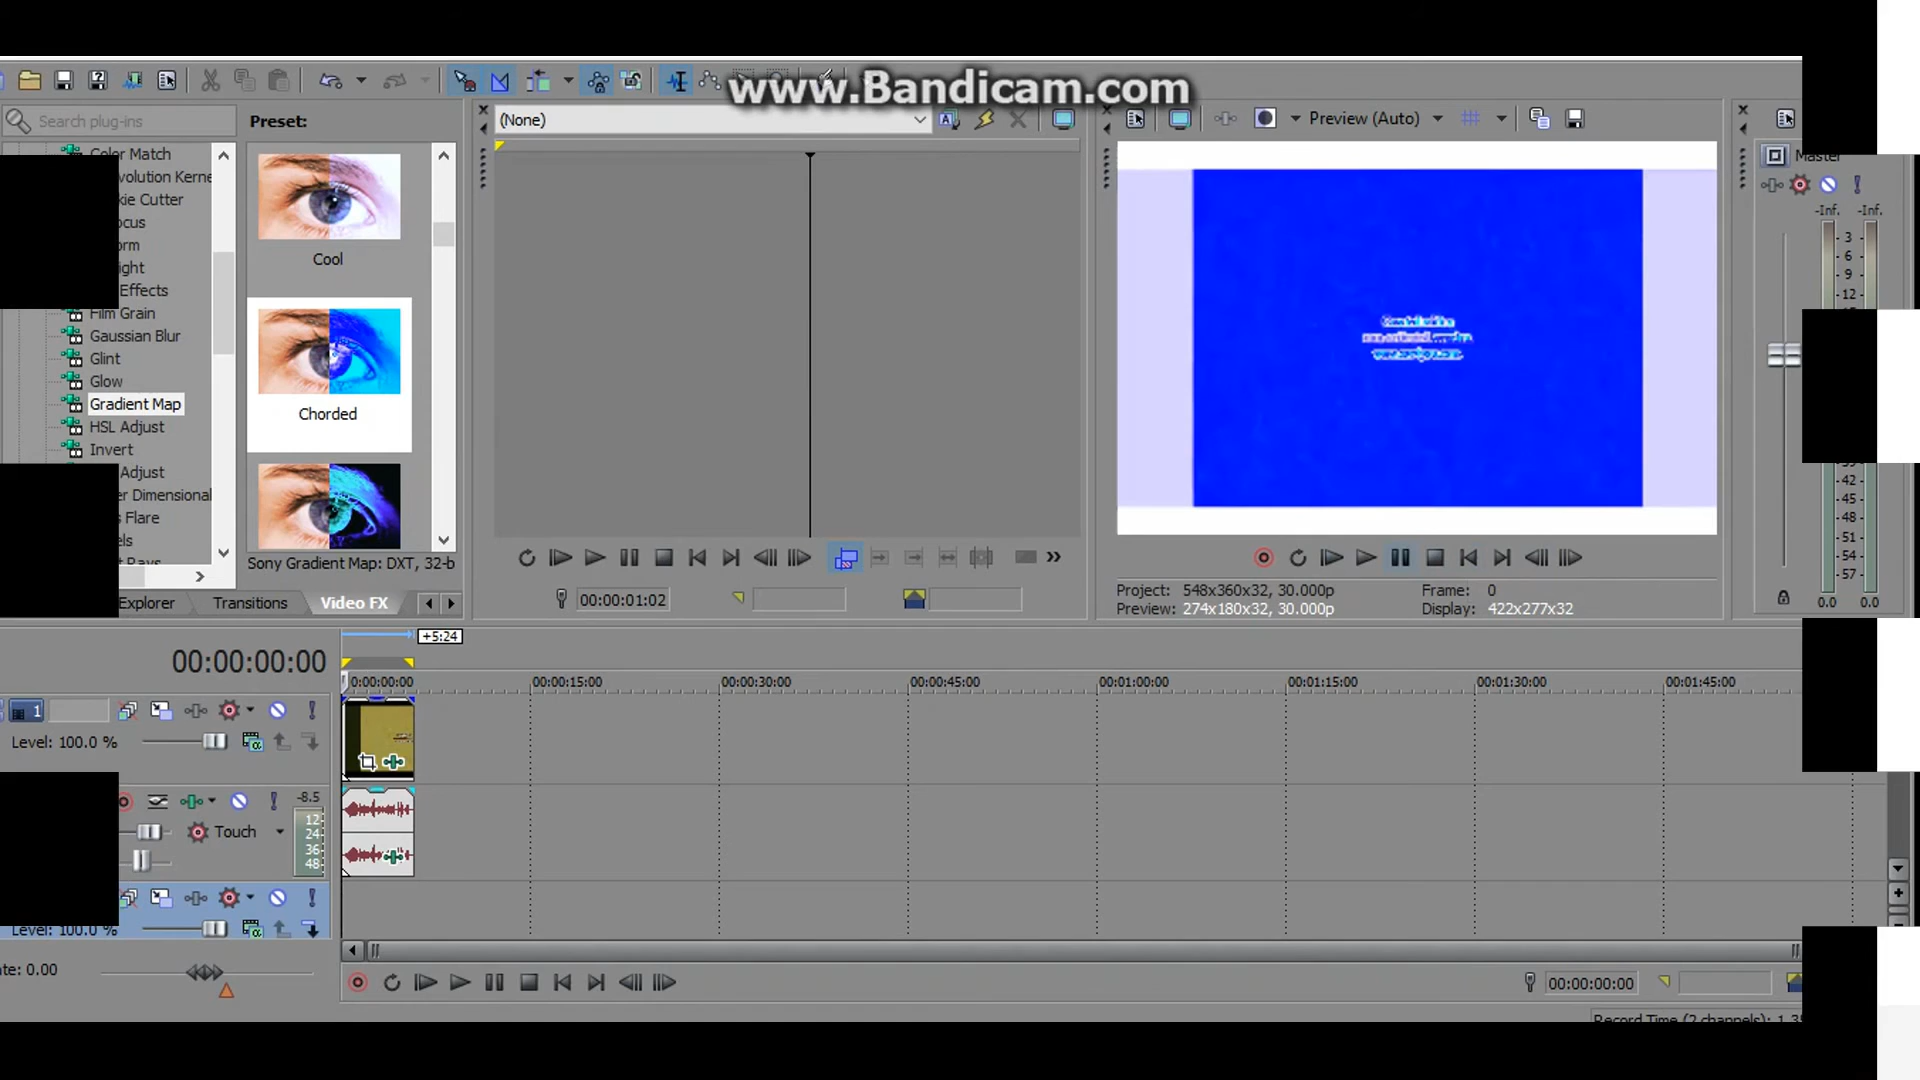 www.Bandicam.com
Search plug-ins
Preset:
(None)
Preview (Auto)
Color Match
volution Kerne
kie Cutter
ocus
orm
ight
Effects
Film Grain
Gaussian Blur
Glint
Glow
Gradient Map
HSL Adjust
Invert
Adjust
er Dimensional
s Flare
els
t Rays
Cool
Chorded
Sony Gradient Map: DXT, 32-b
Explorer
Transitions
Video FX
00:00:01:02
Project: 548x360x32, 30.000p
Frame: 0
Preview: 274x180x32, 30.000p
Display: 422x277x32
Master
-Inf. -Inf.
3
6
9
12
42
45
48
51
54
57
0.0 0.0
+5:24
00:00:00:00
00:00:00:00
00:00:15:00
00:00:30:00
00:00:45:00
00:01:00:00
00:01:15:00
00:01:30:00
00:01:45:00
1
Level: 100.0 %
-8.5
12
24
36
48
Touch
Level: 100.0 %
te: 0.00
00:00:00:00
Record Time (2 channels): 1